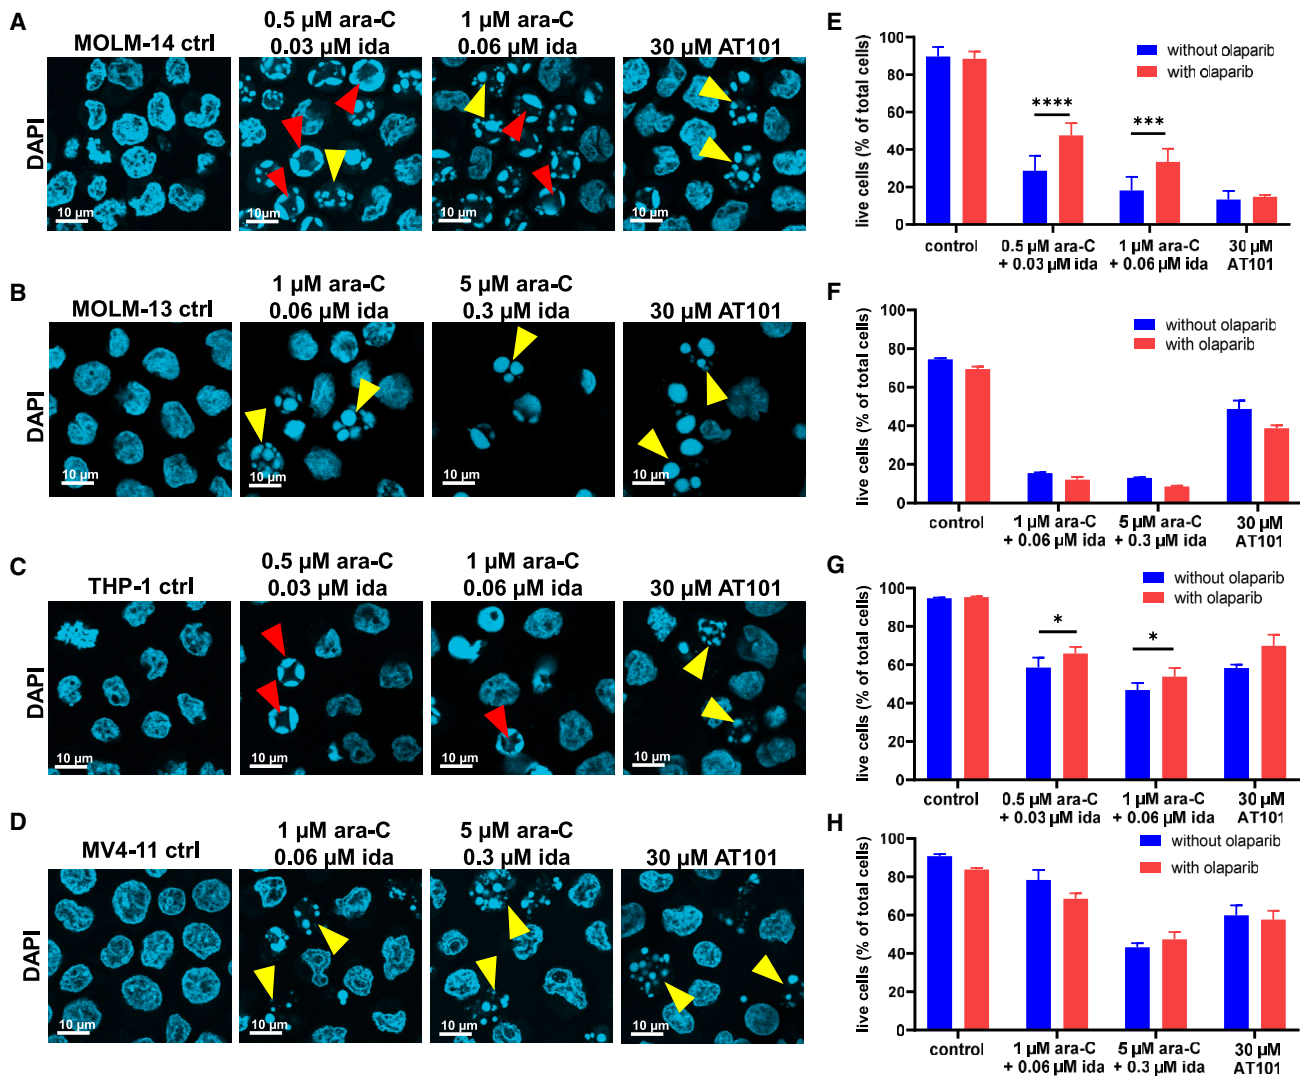 A
MOLM-14 ctrl
0.5 µM ara-C
0.03 µM ida
1 µM ara-C
0.06 µM ida
30 µM AT101
DAPI
10 µm
10 µm
10 µm
10 µm
E
live cells (% of total cells)
100
80
60
40
20
0
without olaparib
with olaparib
****
***
control
0.5 µM ara-C
+ 0.03 µM ida
1 µM ara-C
+ 0.06 µM ida
30 µM
AT101
B
MOLM-13 ctrl
1 µM ara-C
0.06 µM ida
5 µM ara-C
0.3 µM ida
30 µM AT101
DAPI
10 µm
10 µm
10 µm
10 µm
F
live cells (% of total cells)
100
80
60
40
20
0
without olaparib
with olaparib
control
1 µM ara-C
+ 0.06 µM ida
5 µM ara-C
+ 0.3 µM ida
30 µM
AT101
C
THP-1 ctrl
0.5 µM ara-C
0.03 µM ida
1 µM ara-C
0.06 µM ida
30 µM AT101
DAPI
10 µm
10 µm
10 µm
10 µm
G
live cells (% of total cells)
100
80
60
40
20
0
without olaparib
with olaparib
*
*
control
0.5 µM ara-C
+ 0.03 µM ida
1 µM ara-C
+ 0.06 µM ida
30 µM
AT101
D
MV4-11 ctrl
1 µM ara-C
0.06 µM ida
5 µM ara-C
0.3 µM ida
30 µM AT101
DAPI
10 µm
10 µm
10 µm
10 µm
H
live cells (% of total cells)
100
80
60
40
20
0
without olaparib
with olaparib
control
1 µM ara-C
+ 0.06 µM ida
5 µM ara-C
+ 0.3 µM ida
30 µM
AT101